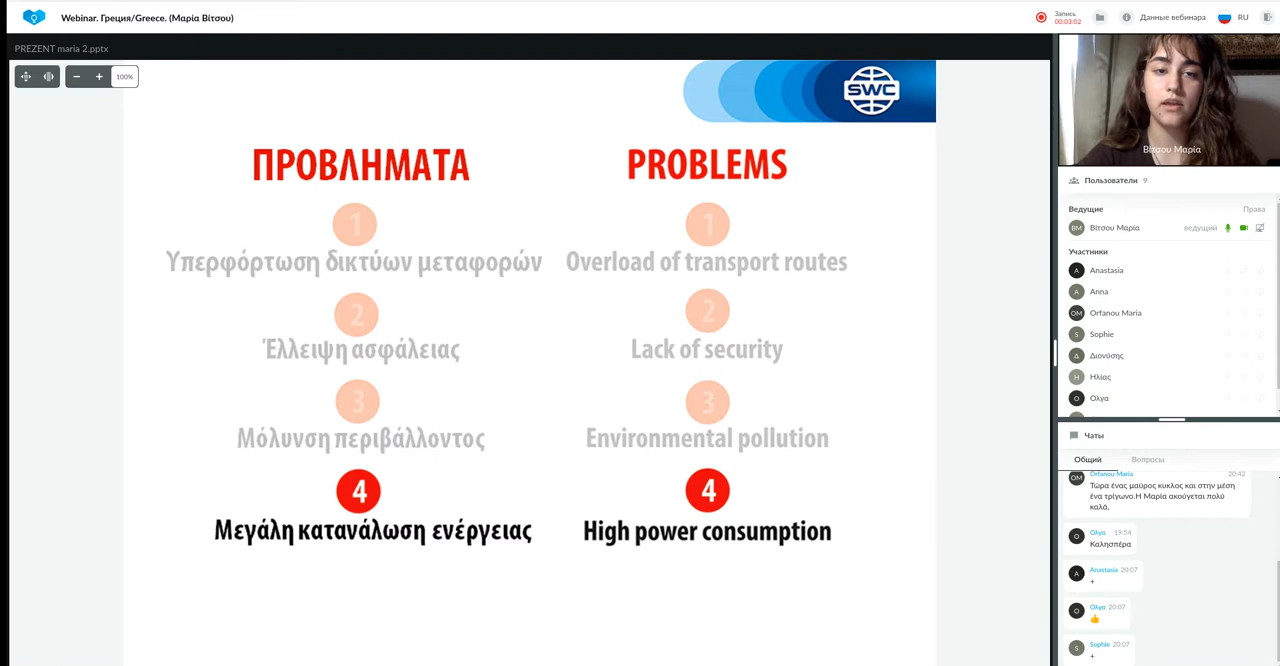 Webinar. Греция/Greece. (Μαρία Βίτσου)
Запись
00:03:02
Данные вебинара
RU
PREZENT maria 2.pptx
100%
SWC
ΠΡΟΒΛΗΜΑΤΑ
1
Υπερφόρτωση δικτύων μεταφορών
2
Έλλειψη ασφάλειας
3
Μόλυνση περιβάλλοντος
4
Μεγάλη κατανάλωση ενέργειας
PROBLEMS
1
Overload of transport routes
2
Lack of security
3
Environmental pollution
4
High power consumption
Βίτσου Μαρία
Пользователи 9
Ведущие
Права
ΒΜ Βίτσου Μαρία ведущий
Участники
A Anastasia
A Anna
OM Orfanou Maria
S Sophie
Δ Διονύσης
Η Ηλίας
Ο Ολγα
Чаты
Общий
Вопросы
OM Orfanou Maria 20:42
Τώρα ένας μαύρος κυκλος και στην μέση
ένα τρίγωνο.Η Μαρία ακούγεται πολύ
καλά.
Ο Ολγα 19:54
Καλησπέρα
A Anastasia 20:07
+
Ο Ολγα 20:07
👍
S Sophie 20:07
+